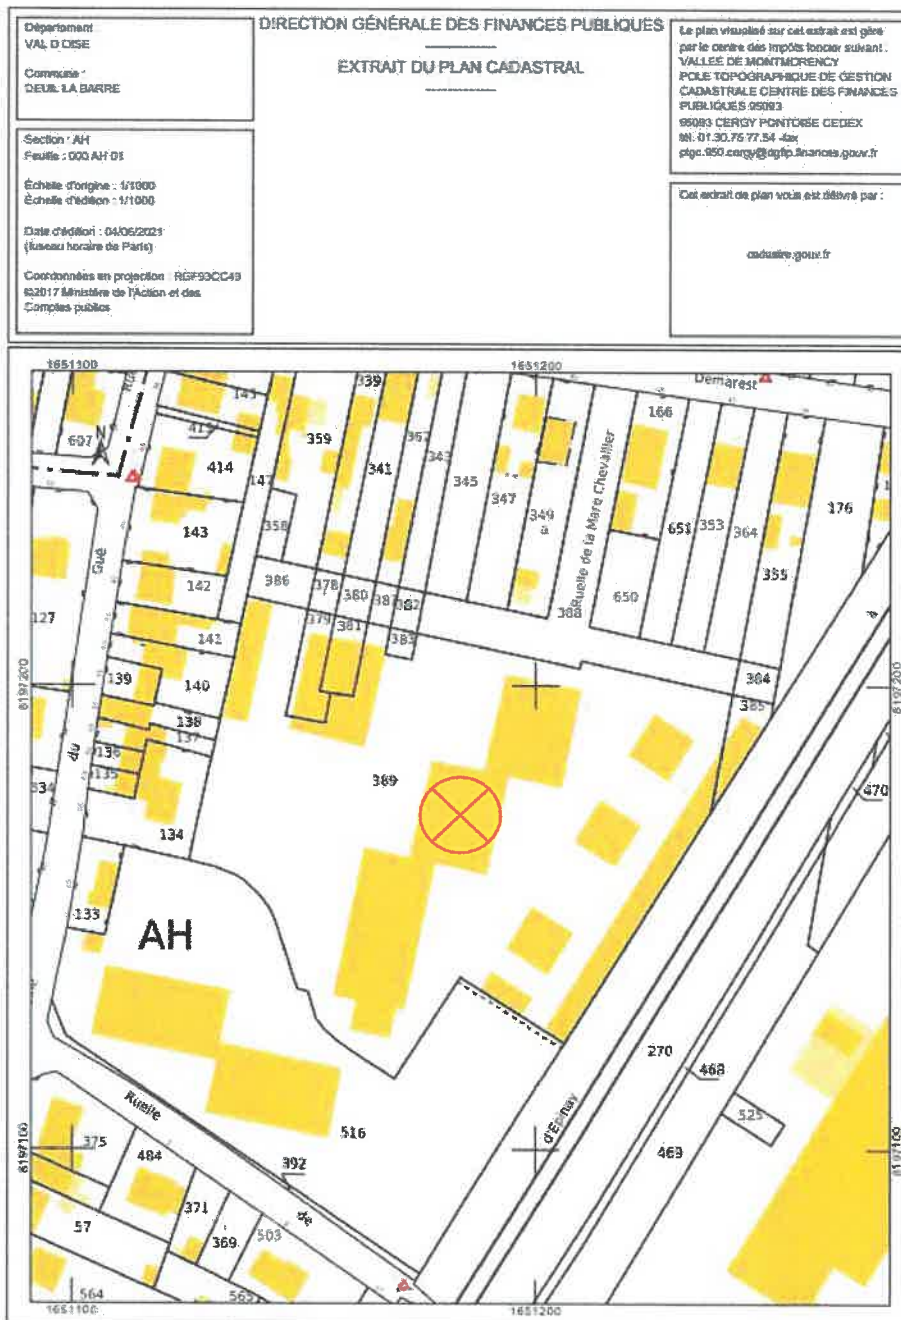 DIRECTION GÉNÉRALE DES FINANCES PUBLIQUES
EXTRAIT DU PLAN CADASTRAL
Département :
VAL D OISE
Commune :
DEUIL LA BARRE
Section : AH
Feuille : 000 AH 01
Échelle d'origine : 1/1000
Échelle d'édition : 1/1000
Date d'édition : 04/06/2021
(fuseau horaire de Paris)
Coordonnées en projection : RGF93CC49
©2017 Ministère de l'Action et des
Comptes publics
Le plan visualisé sur cet extrait est géré
par le centre des impôts foncier suivant :
VALLEE DE MONTMORENCY
POLE TOPOGRAPHIQUE DE GESTION
CADASTRALE CENTRE DES FINANCES
PUBLIQUES 95093
95093 CERGY PONTOISE CEDEX
tél. 01.30.75.77.54 -fax
ptgc.950.cergy@dgfip.finances.gouv.fr
Cet extrait de plan vous est délivré par :
cadastre.gouv.fr
1651100
1651200
Demarest
339
166
607
N
413
359
367
414
341
343
147
345
651
353
364
176
347
349
Ruelle de la Mare Chevallier
143
358
355
Gué
142
386
378
380
382
388
650
127
379
381
383
141
8197200
139
140
384
8197200
385
138
137
du
136
135
389
470
134
133
AH
270
468
Ruelle
d'Epinay
525
516
8197100
375
484
392
469
8197100
371
57
369
503
de
564
565
1651100
1651200